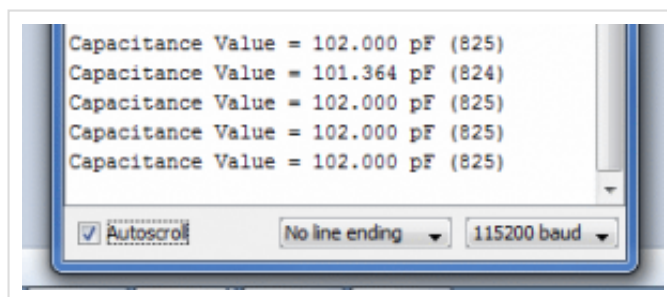 Capacitance Value = 102.000 pF (825)
Capacitance Value = 101.364 pF (824)
Capacitance Value = 102.000 pF (825)
Capacitance Value = 102.000 pF (825)
Capacitance Value = 102.000 pF (825)
Autoscroll No line ending 115200 baud